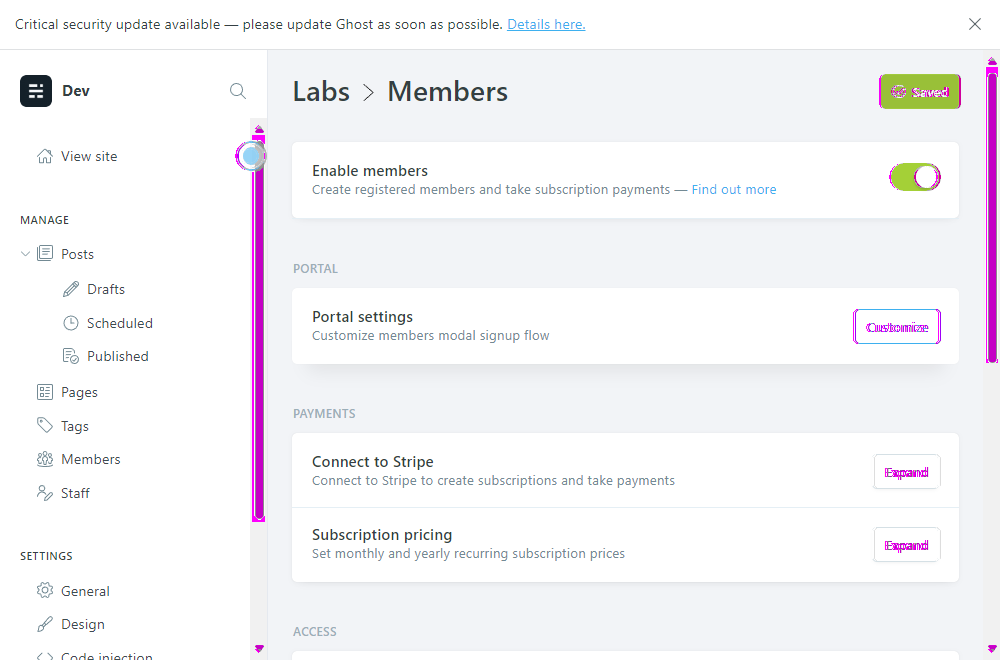 Critical security update available — please update Ghost as soon as possible. Details here.
Dev
View site
MANAGE
Posts
Drafts
Scheduled
Published
Pages
Tags
Members
Staff
SETTINGS
General
Design
Code injection
Labs > Members
Saved
Enable members
Create registered members and take subscription payments — Find out more
PORTAL
Portal settings
Customize members modal signup flow
Customize
PAYMENTS
Connect to Stripe
Connect to Stripe to create subscriptions and take payments
Expand
Subscription pricing
Set monthly and yearly recurring subscription prices
Expand
ACCESS